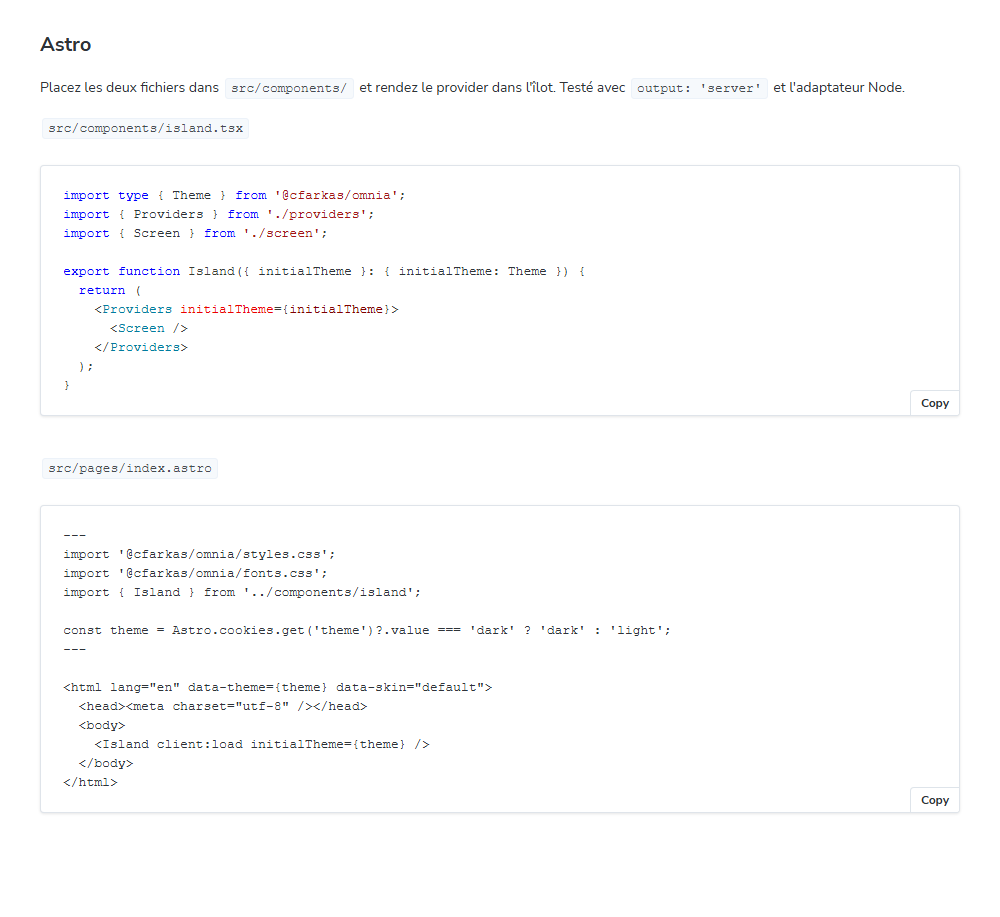 Astro
Placez les deux fichiers dans src/components/ et rendez le provider dans l'îlot. Testé avec output: 'server' et l'adaptateur Node.
src/components/island.tsx
import type { Theme } from '@cfarkas/omnia';
import { Providers } from './providers';
import { Screen } from './screen';
export function Island({ initialTheme }: { initialTheme: Theme }) {
  return (
    <Providers initialTheme={initialTheme}>
      <Screen />
    </Providers>
  );
}
Copy
src/pages/index.astro
---
import '@cfarkas/omnia/styles.css';
import '@cfarkas/omnia/fonts.css';
import { Island } from '../components/island';
const theme = Astro.cookies.get('theme')?.value === 'dark' ? 'dark' : 'light';
---
<html lang="en" data-theme={theme} data-skin="default">
  <head><meta charset="utf-8" /></head>
  <body>
    <Island client:load initialTheme={theme} />
  </body>
</html>
Copy